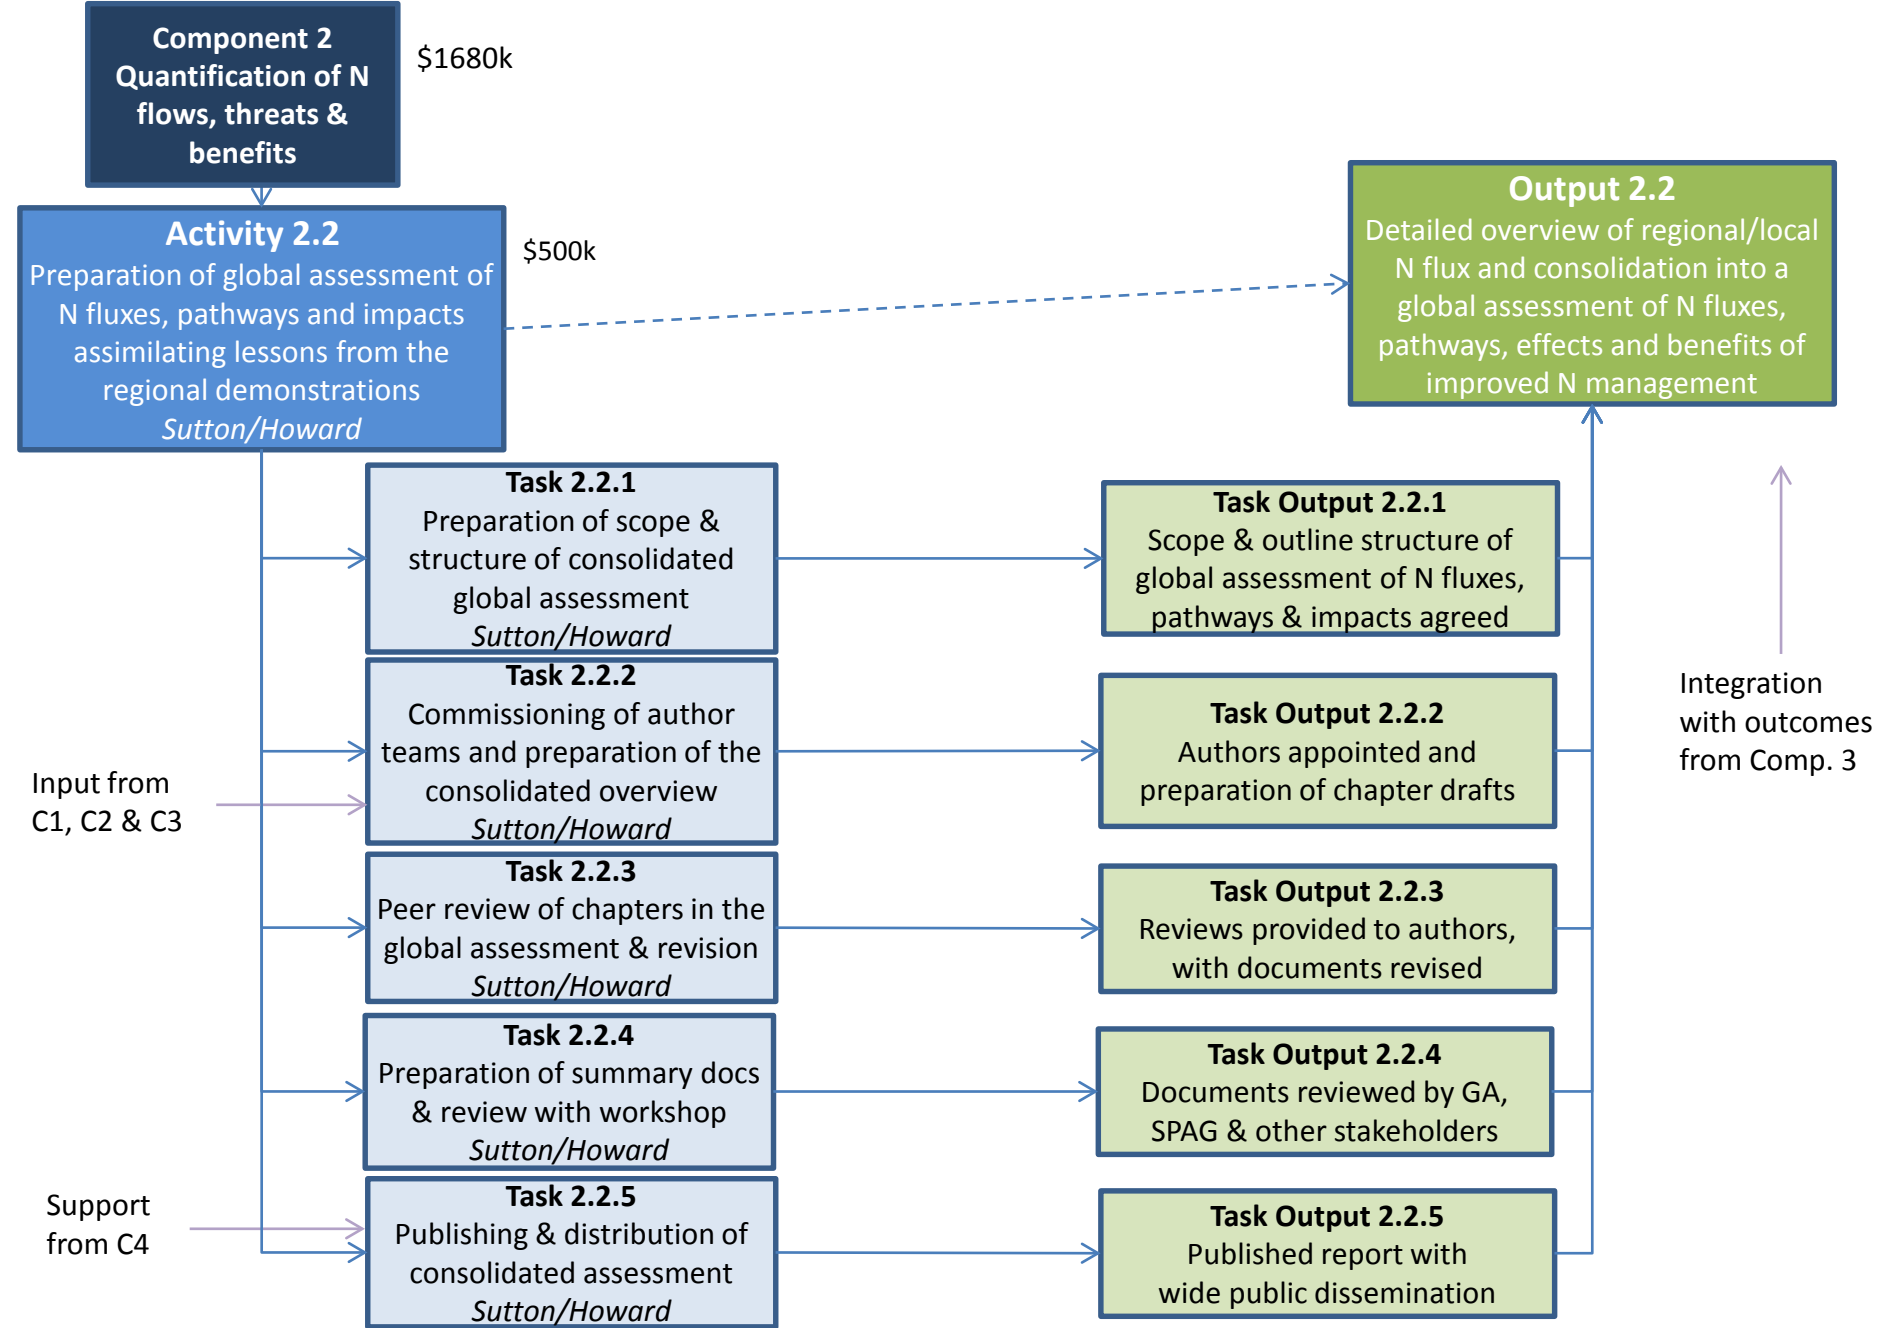 Component 2
Quantification of N
flows, threats &
benefits
$1680k
Activity 2.2
Preparation of global assessment of
N fluxes, pathways and impacts
assimilating lessons from the
regional demonstrations
Sutton/Howard
$500k
Output 2.2
Detailed overview of regional/local
N flux and consolidation into a
global assessment of N fluxes,
pathways, effects and benefits of
improved N management
Task 2.2.1
Preparation of scope &
structure of consolidated
global assessment
Sutton/Howard
Task Output 2.2.1
Scope & outline structure of
global assessment of N fluxes,
pathways & impacts agreed
Integration
with outcomes
from Comp. 3
Input from
C1, C2 & C3
Task 2.2.2
Commissioning of author
teams and preparation of the
consolidated overview
Sutton/Howard
Task Output 2.2.2
Authors appointed and
preparation of chapter drafts
Task 2.2.3
Peer review of chapters in the
global assessment & revision
Sutton/Howard
Task Output 2.2.3
Reviews provided to authors,
with documents revised
Task 2.2.4
Preparation of summary docs
& review with workshop
Sutton/Howard
Task Output 2.2.4
Documents reviewed by GA,
SPAG & other stakeholders
Support
from C4
Task 2.2.5
Publishing & distribution of
consolidated assessment
Sutton/Howard
Task Output 2.2.5
Published report with
wide public dissemination